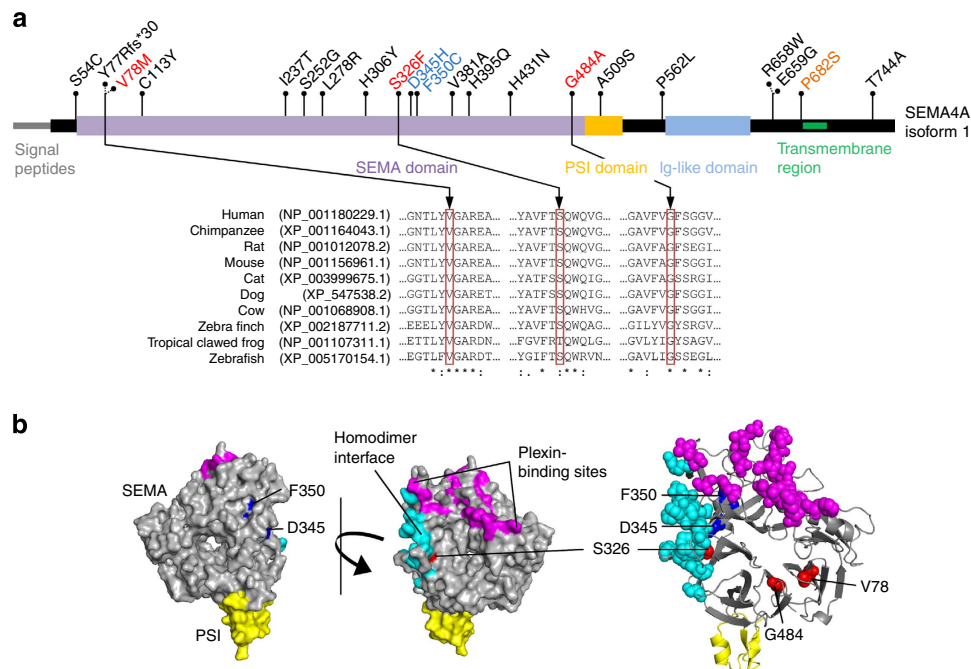 a
S54C
Y77Rfs*30
V78M
C113Y
I237T
S252G
L278R
H306Y
S326F
D345H
F350C
V381A
H395Q
H431N
G484A
A509S
P562L
R658W
E659G
P682S
T744A
SEMA4A
isoform 1
Signal
peptides
SEMA domain
PSI domain
Ig-like domain
Transmembrane
region
Human (NP_001180229.1) ...GNTLYVGAREA... ...YAVFTSQWQVG... ...GAVFVGFSGGV...
Chimpanzee (XP_001164043.1) ...GNTLYVGAREA... ...YAVFTSQWQVG... ...GAVFVGFSGGV...
Rat (NP_001012078.2) ...GNTLYVGAREA... ...YAVFTSQWQVG... ...GAVFAGFSEGI...
Mouse (NP_001156961.1) ...GNTLYVGAREA... ...YAVFTSQWQVG... ...GAVFAGFSGGI...
Cat (XP_003999675.1) ...GGTLYVGAREA... ...YATFSSQWQIG... ...GAVFAGSSRGI...
Dog (XP_547538.2) ...GGTLYVGARET... ...YATFSSQWQIG... ...GAVFVGFSGGI...
Cow (NP_001068908.1) ...GGTLYVGAREA... ...YAVFTSQWHVG... ...GAVFVGFSGGI...
Zebra finch (XP_002187711.2) ...EEELYVGARDW... ...YAVFTSQWQAG... ...GILYVGYSRGV...
Tropical clawed frog (NP_001107311.1) ...ETTLYVGARDN... ...FGVFRTQWLG... ...GVLYIGYSAGV...
Zebrafish (XP_005170154.1) ...EGTLFVGARDT... ...YGIFTSQWRVN... ...GAVLIGSSEGL...
*:****: :. * :** * : * * *:
b
SEMA
F350
D345
PSI
Homodimer
interface
Plexin-
binding sites
F350
D345
S326
V78
G484